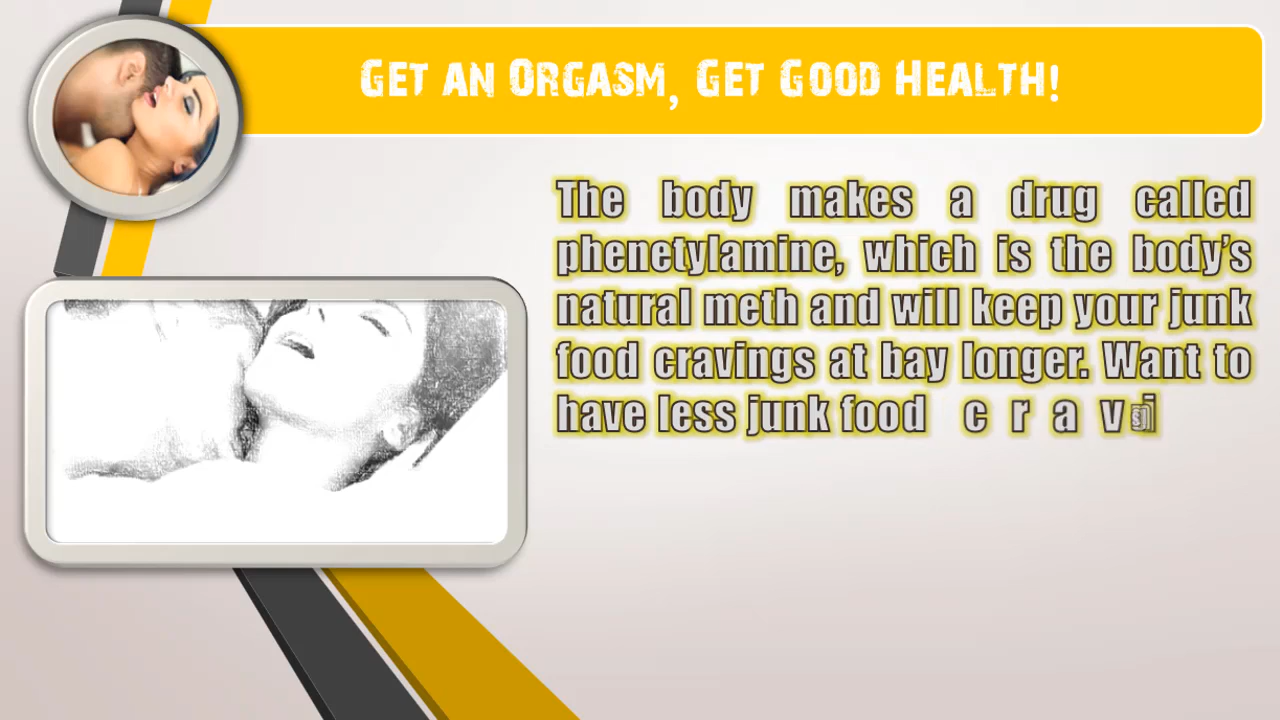 Get an Orgasm, Get Good Health!
The body makes a drug called
phenetylamine, which is the body's
natural meth and will keep your junk
food cravings at bay longer. Want to
have less junk food c r a v i